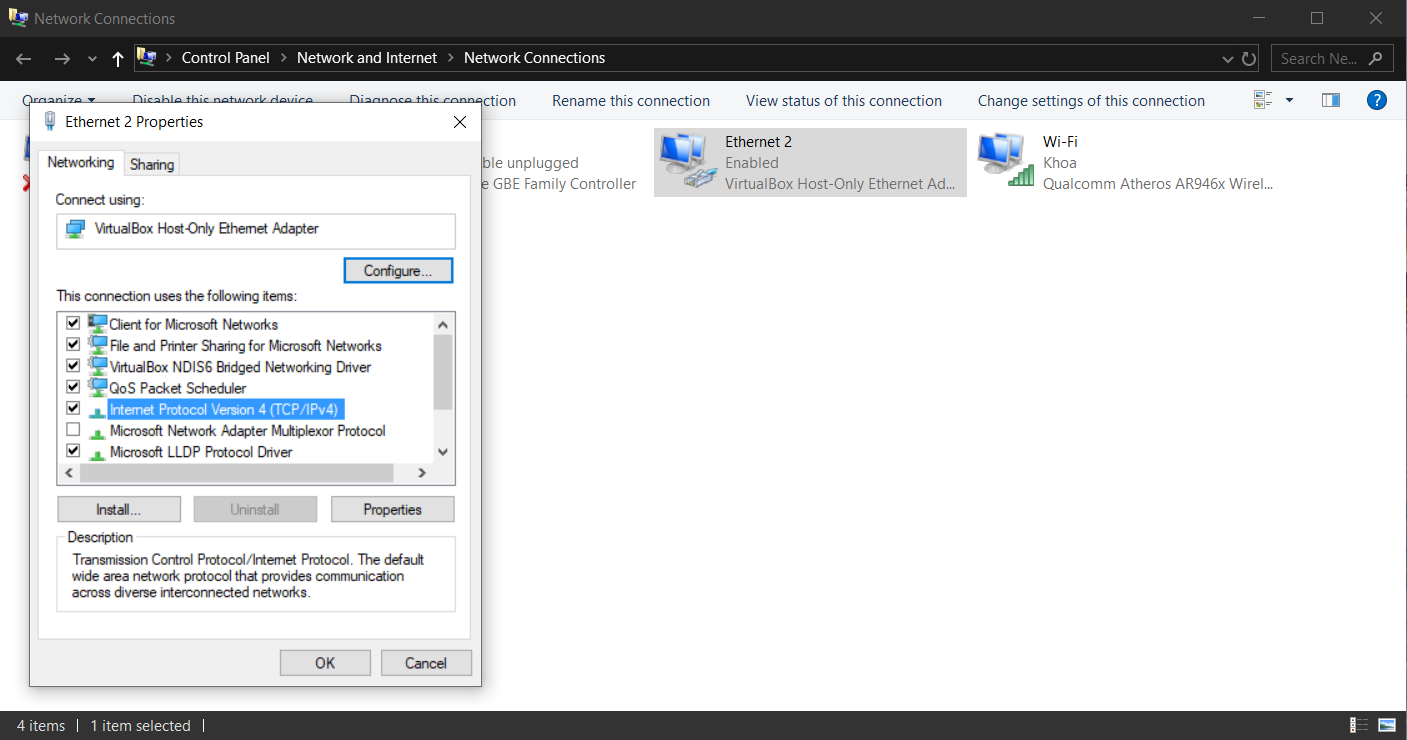 Network Connections
Control Panel > Network and Internet > Network Connections
Search Ne...
Organize Disable this network device Diagnose this connection Rename this connection View status of this connection Change settings of this connection
Ethernet 2 Properties
Networking Sharing
Connect using:
VirtualBox Host-Only Ethernet Adapter
Configure...
This connection uses the following items:
Client for Microsoft Networks
File and Printer Sharing for Microsoft Networks
VirtualBox NDIS6 Bridged Networking Driver
QoS Packet Scheduler
Internet Protocol Version 4 (TCP/IPv4)
Microsoft Network Adapter Multiplexor Protocol
Microsoft LLDP Protocol Driver
Install... Uninstall Properties
Description
Transmission Control Protocol/Internet Protocol. The default
wide area network protocol that provides communication
across diverse interconnected networks.
OK Cancel
unplugged
GBE Family Controller
Ethernet 2
Enabled
VirtualBox Host-Only Ethernet Ad...
Wi-Fi
Khoa
Qualcomm Atheros AR946x Wirel...
4 items | 1 item selected |